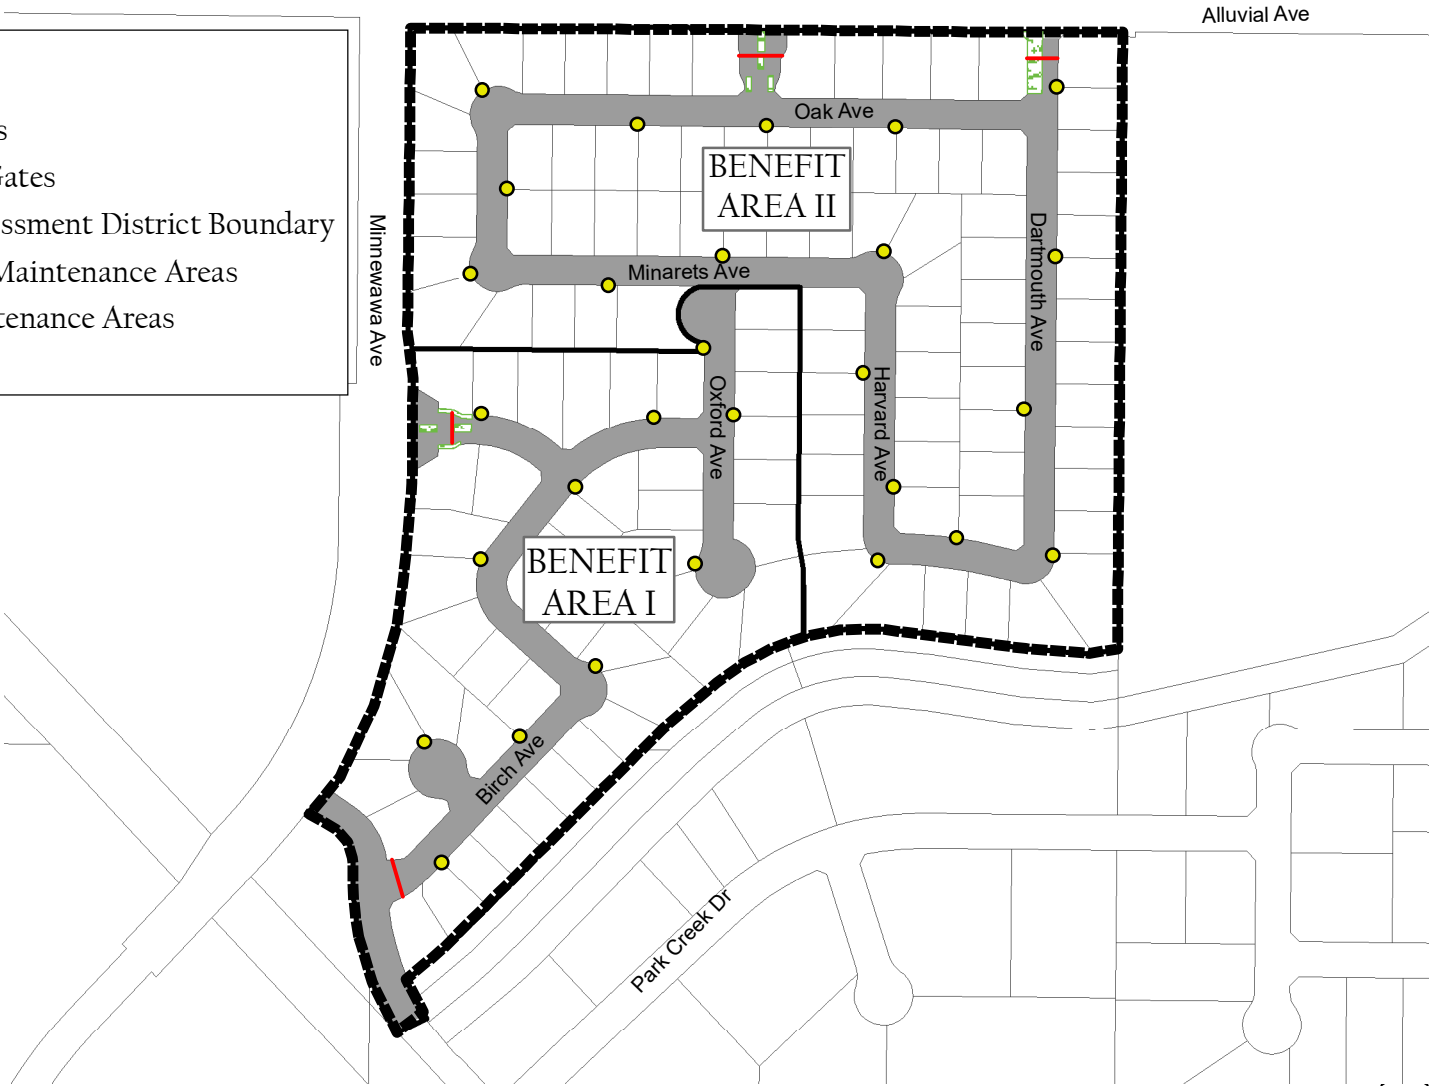 Alluvial Ave
s
Gates
ssment District Boundary
Maintenance Areas
tenance Areas
Minnewawa Ave
Oak Ave
BENEFIT
AREA II
Dartmouth Ave
Minarets Ave
Harvard Ave
Oxford Ave
BENEFIT
AREA I
Birch Ave
Park Creek Dr